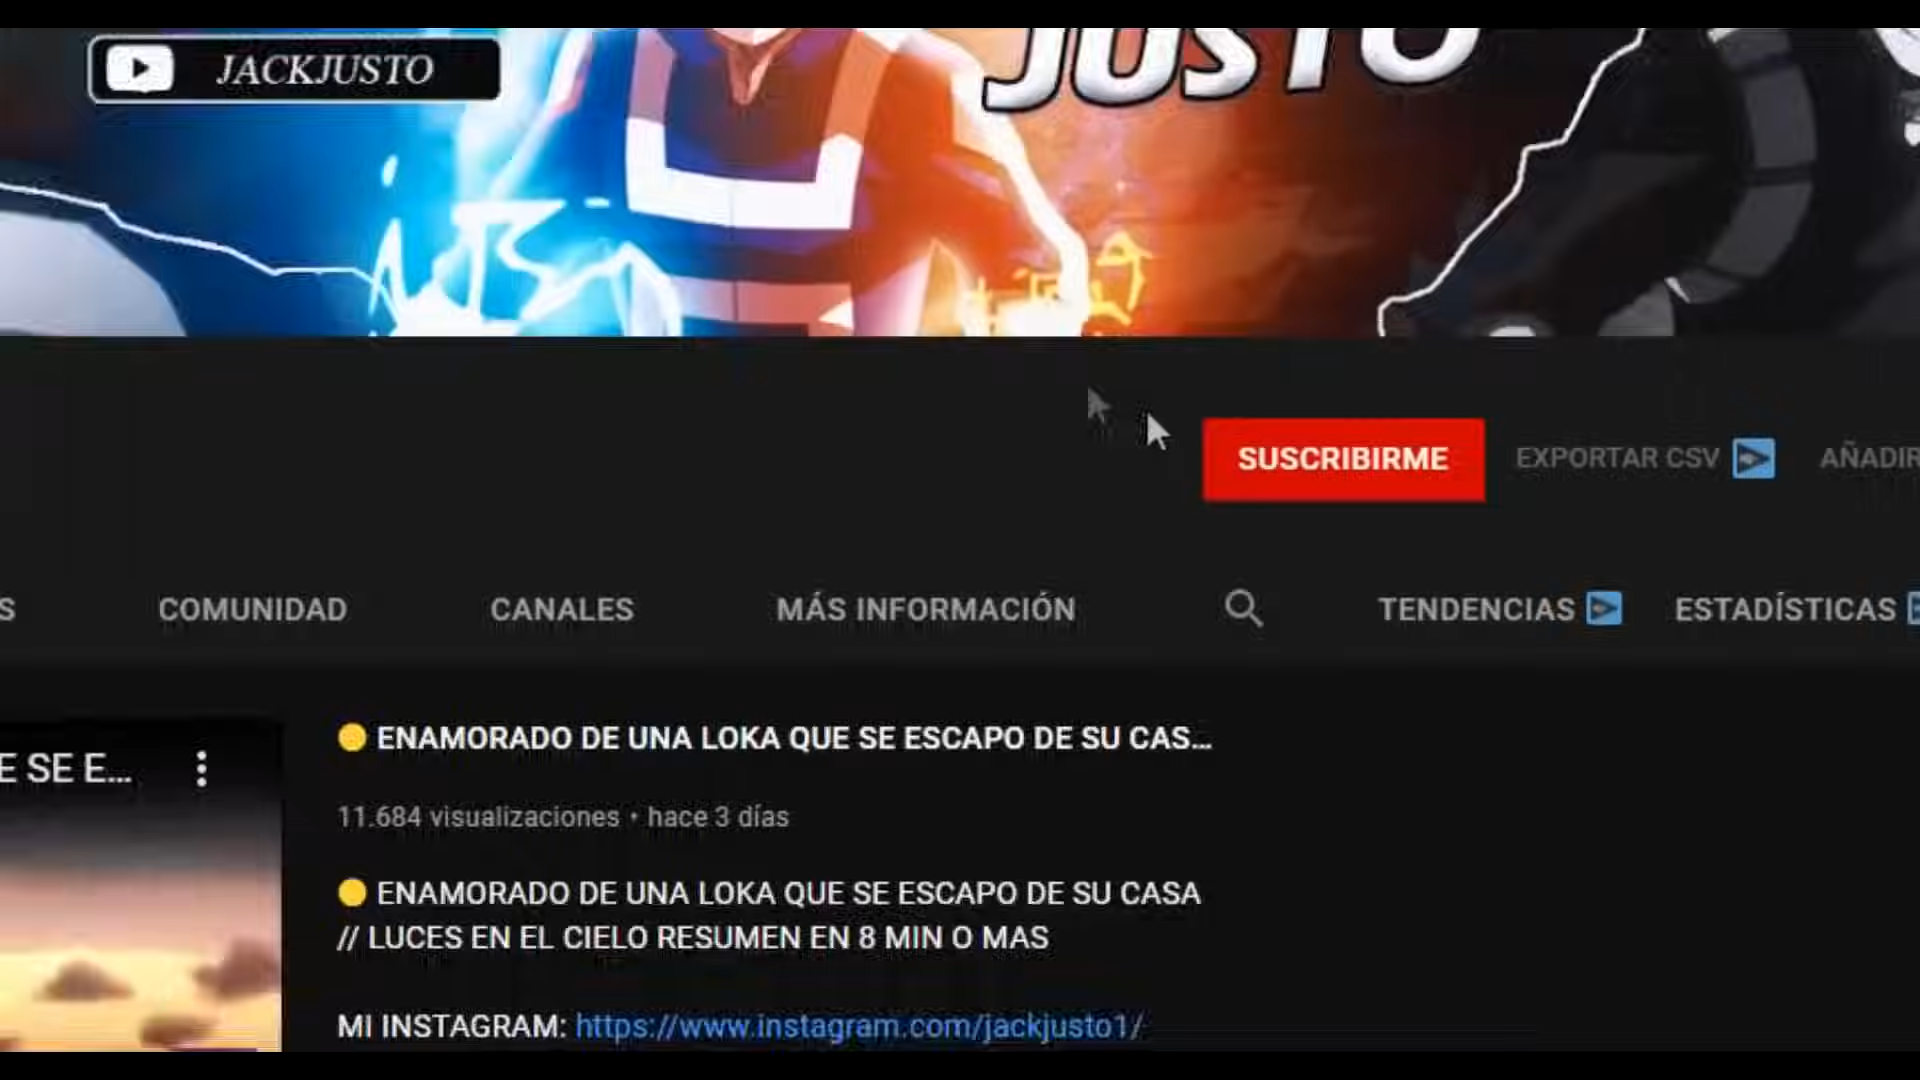 JACKJUSTO
JUSTO
SUSCRIBIRME
EXPORTAR CSV
AÑADIR
S
COMUNIDAD
CANALES
MÁS INFORMACIÓN
TENDENCIAS
ESTADÍSTICAS
E SE E...
ENAMORADO DE UNA LOKA QUE SE ESCAPO DE SU CAS...
11.684 visualizaciones • hace 3 días
ENAMORADO DE UNA LOKA QUE SE ESCAPO DE SU CASA
// LUCES EN EL CIELO RESUMEN EN 8 MIN O MAS
MI INSTAGRAM: https://www.instagram.com/jackjusto1/